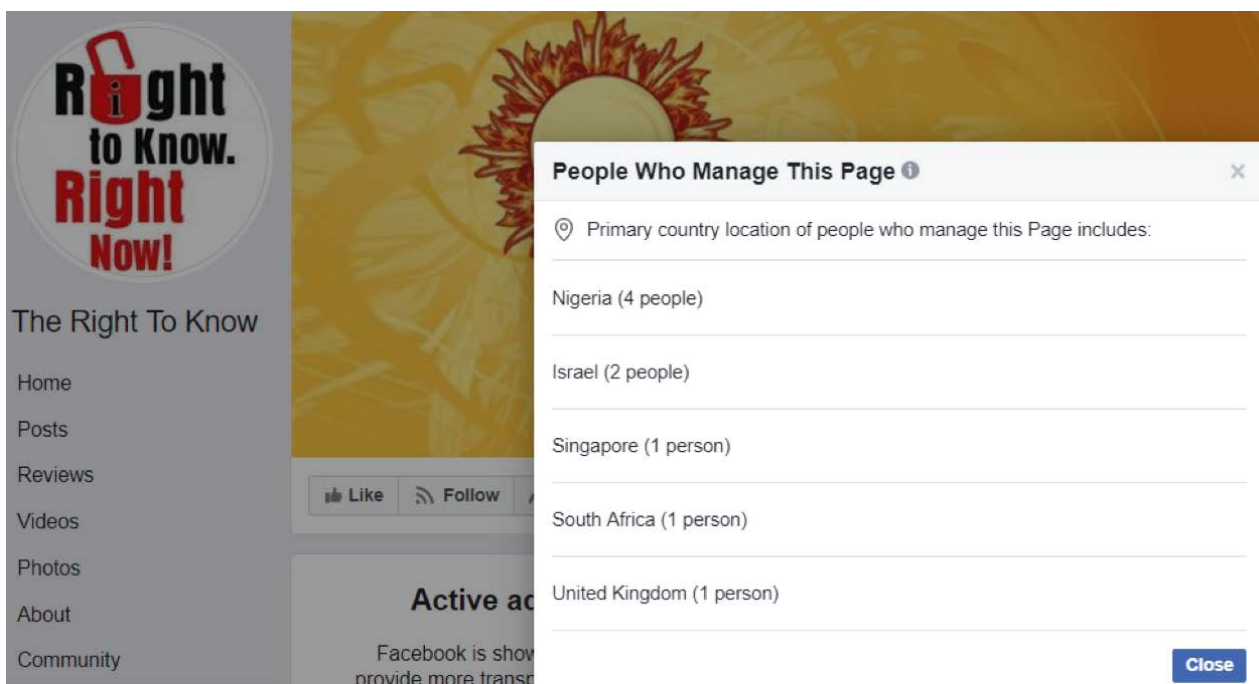 Right
to Know.
Right
Now!
The Right To Know
Home
Posts
Reviews
Videos
Photos
About
Community
Like Follow
Active
Facebook is
provide more
People Who Manage This Page
Primary country location of people who manage this Page includes:
Nigeria (4 people)
Israel (2 people)
Singapore (1 person)
South Africa (1 person)
United Kingdom (1 person)
Close